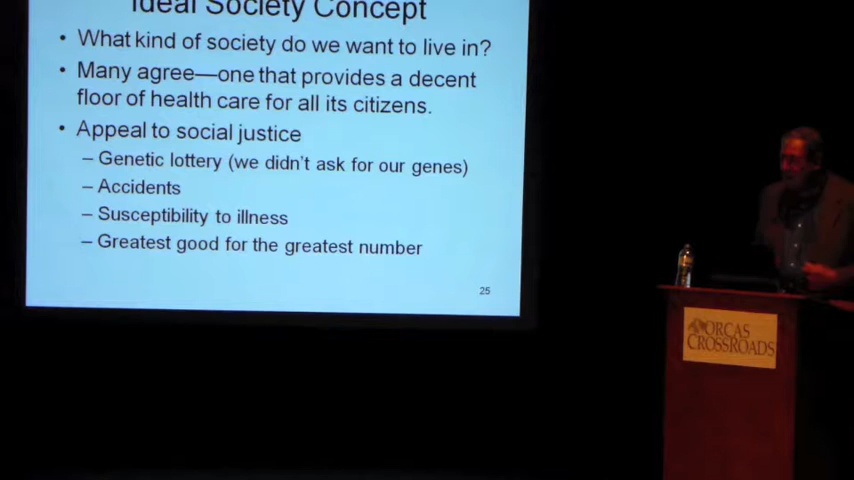 Ideal Society Concept
• What kind of society do we want to live in?
• Many agree—one that provides a decent
floor of health care for all its citizens.
• Appeal to social justice
– Genetic lottery (we didn't ask for our genes)
– Accidents
– Susceptibility to illness
– Greatest good for the greatest number
25
ORCAS
CROSSROADS